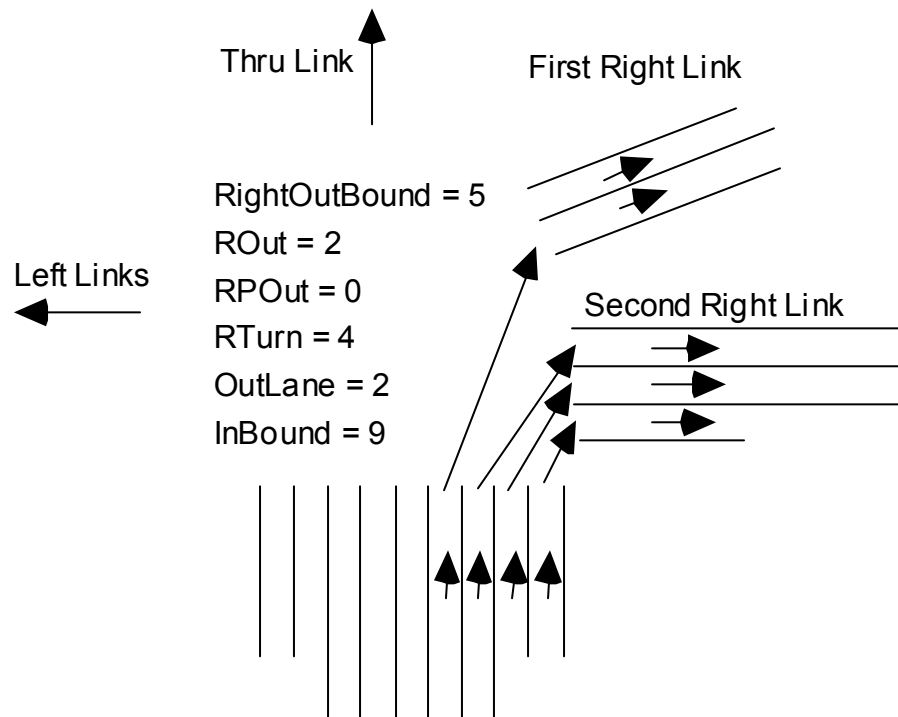 Thru Link
First Right Link
RightOutBound = 5
ROut = 2
Left Links
RPOut = 0
Second Right Link
RTurn = 4
OutLane = 2
InBound = 9